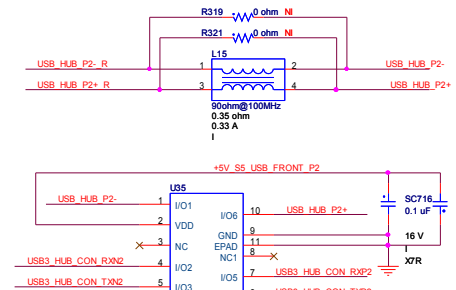 R319 0 ohm NI
R321 0 ohm NI
L15
USB_HUB_P2-_R 1 2 USB_HUB_P2-
USB_HUB_P2+_R 3 4 USB_HUB_P2+
90ohm@100MHz
0.35 ohm
0.33 A
I
+5V_S5_USB_FRONT_P2
U35
USB_HUB_P2- 1 I/O1
SC716
0.1 uF
I/O6 10 USB_HUB_P2+
2 VDD
GND 9
16 V
3 NC
EPAD 11
I
NC1 8
X7R
USB3_HUB_CON_RXN2 4 I/O2
I/O5 7 USB3_HUB_CON_RXP2
USB3_HUB_CON_TXN2 5 I/O3